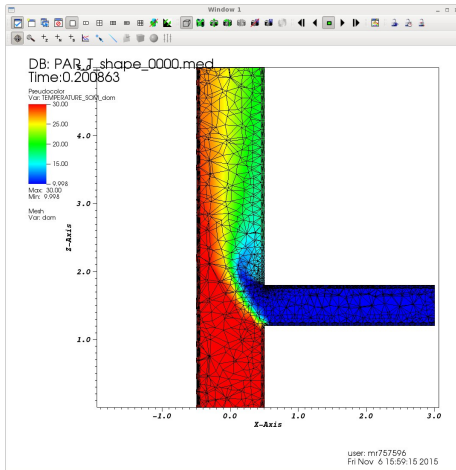 Window 1
DB: PAR_T_shape_0000.med
Time:0.200863
Pseudocolor
Var: TEMPERATURE_SOM_dom
30.00
25.00
20.00
15.00
9.998
Max: 30.00
Min: 9.998
Mesh
Var: dom
5.0
4.0
3.0
2.0
1.0
Z-Axis
-1.0 0.0 1.0 2.0 3.0
X-Axis
user: mr757596
Fri Nov 6 15:59:15 2015